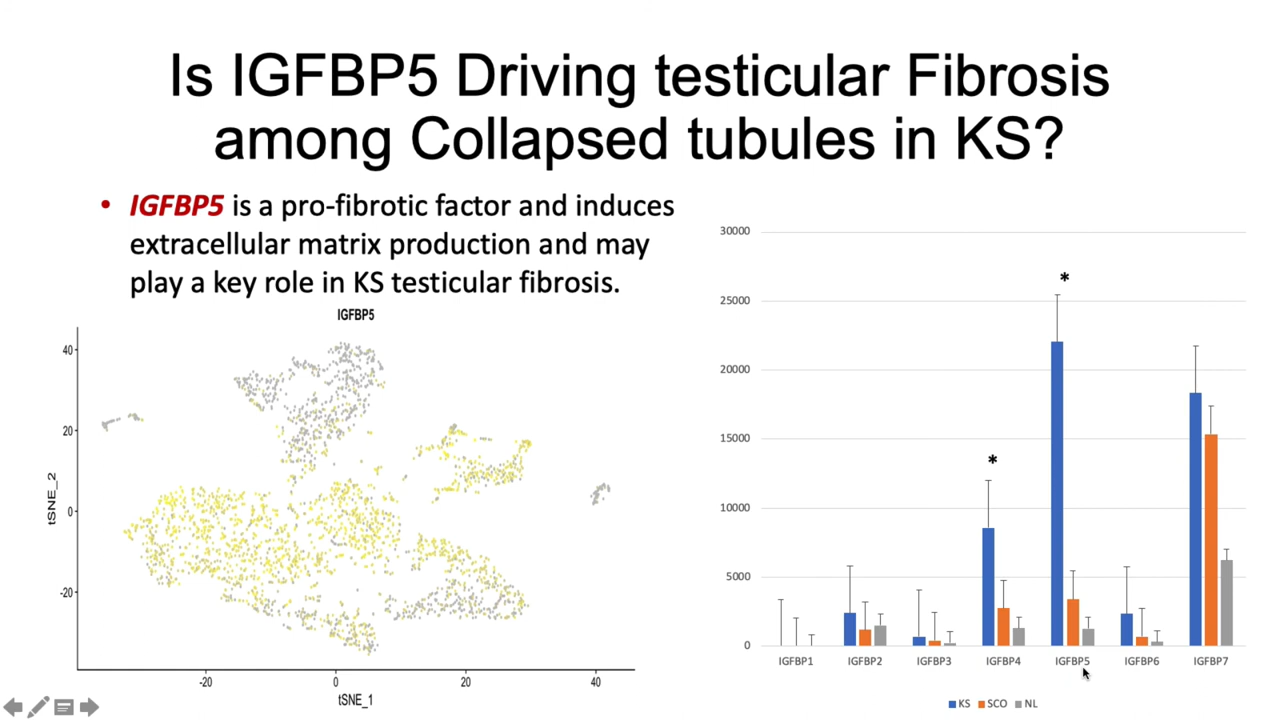 Is IGFBP5 Driving testicular Fibrosis
among Collapsed tubules in KS?
• IGFBP5 is a pro-fibrotic factor and induces
extracellular matrix production and may
play a key role in KS testicular fibrosis.
IGFBP5
40
20
0
-20
tSNE_2
-20
0
20
40
tSNE_1
30000
25000
20000
15000
10000
5000
0
*
*
IGFBP1
IGFBP2
IGFBP3
IGFBP4
IGFBP5
IGFBP6
IGFBP7
KS SCO NL